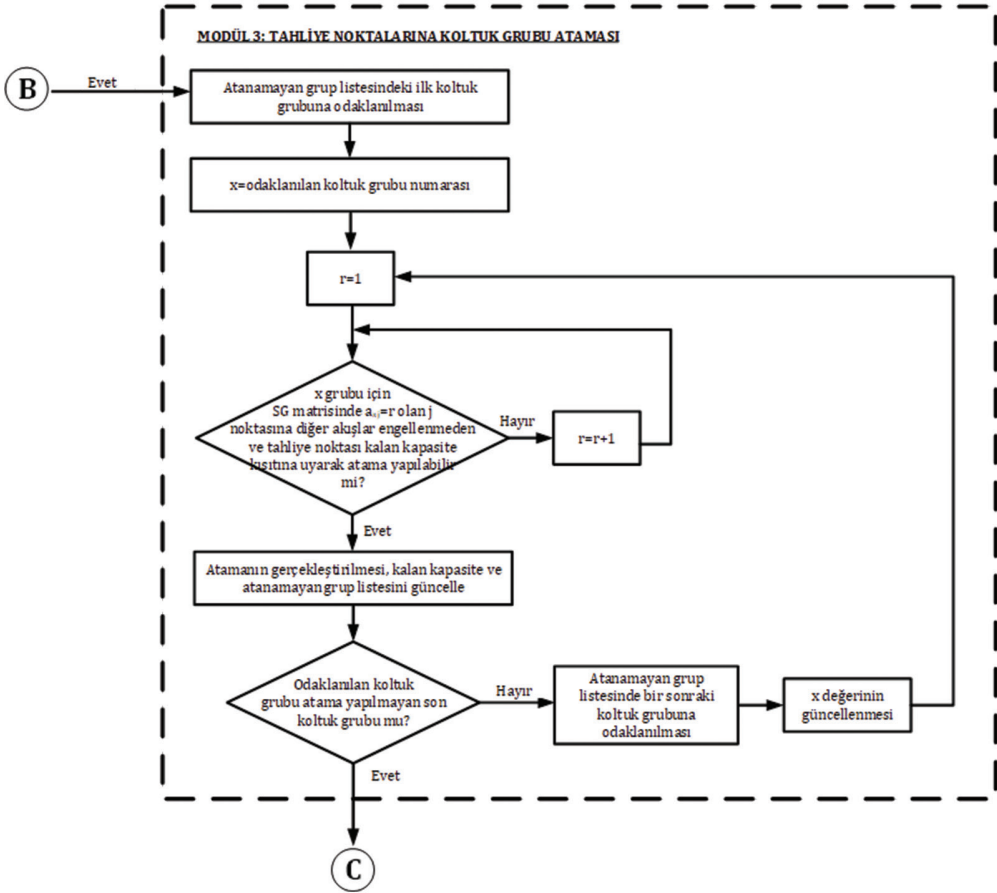 MODÜL 3: TAHLİYE NOKTALARINA KOLTUK GRUBU ATAMASI
B
Evet
Atanamayan grup listesindeki ilk koltuk
grubuna odaklanılması
x=odaklanılan koltuk grubu numarası
r=1
x grubu için
SG matrisinde aₓⱼ=r olan j
noktasına diğer akışlar engellenmeden
ve tahliye noktası kalan kapasite
kısıtına uyarak atama yapılabilir
mi?
Hayır
r=r+1
Evet
Atamanın gerçekleştirilmesi, kalan kapasite ve
atanamayan grup listesini güncelle
Odaklanılan koltuk
grubu atama yapılmayan son
koltuk grubu mu?
Hayır
Atanamayan grup
listesinde bir sonraki
koltuk grubuna
odaklanılması
x değerinin
güncellenmesi
Evet
C